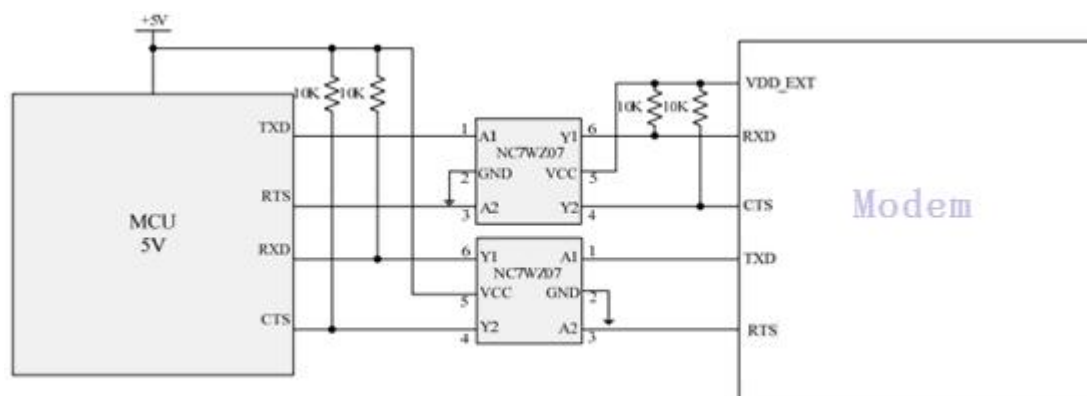 +5V
10K
10K
MCU
5V
TXD
RTS
RXD
CTS
1
A1
Y1
6
NC7WZ07
2
GND
VCC
5
3
A2
Y2
4
6
Y1
A1
1
NC7WZ07
5
VCC
GND
2
4
Y2
A2
3
10K
10K
VDD_EXT
RXD
CTS
TXD
RTS
Modem